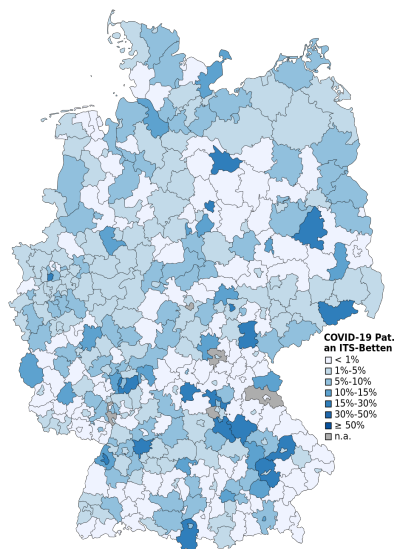 COVID-19 Pat.
an ITS-Betten
< 1%
1%-5%
5%-10%
10%-15%
15%-30%
30%-50%
≥ 50%
n.a.